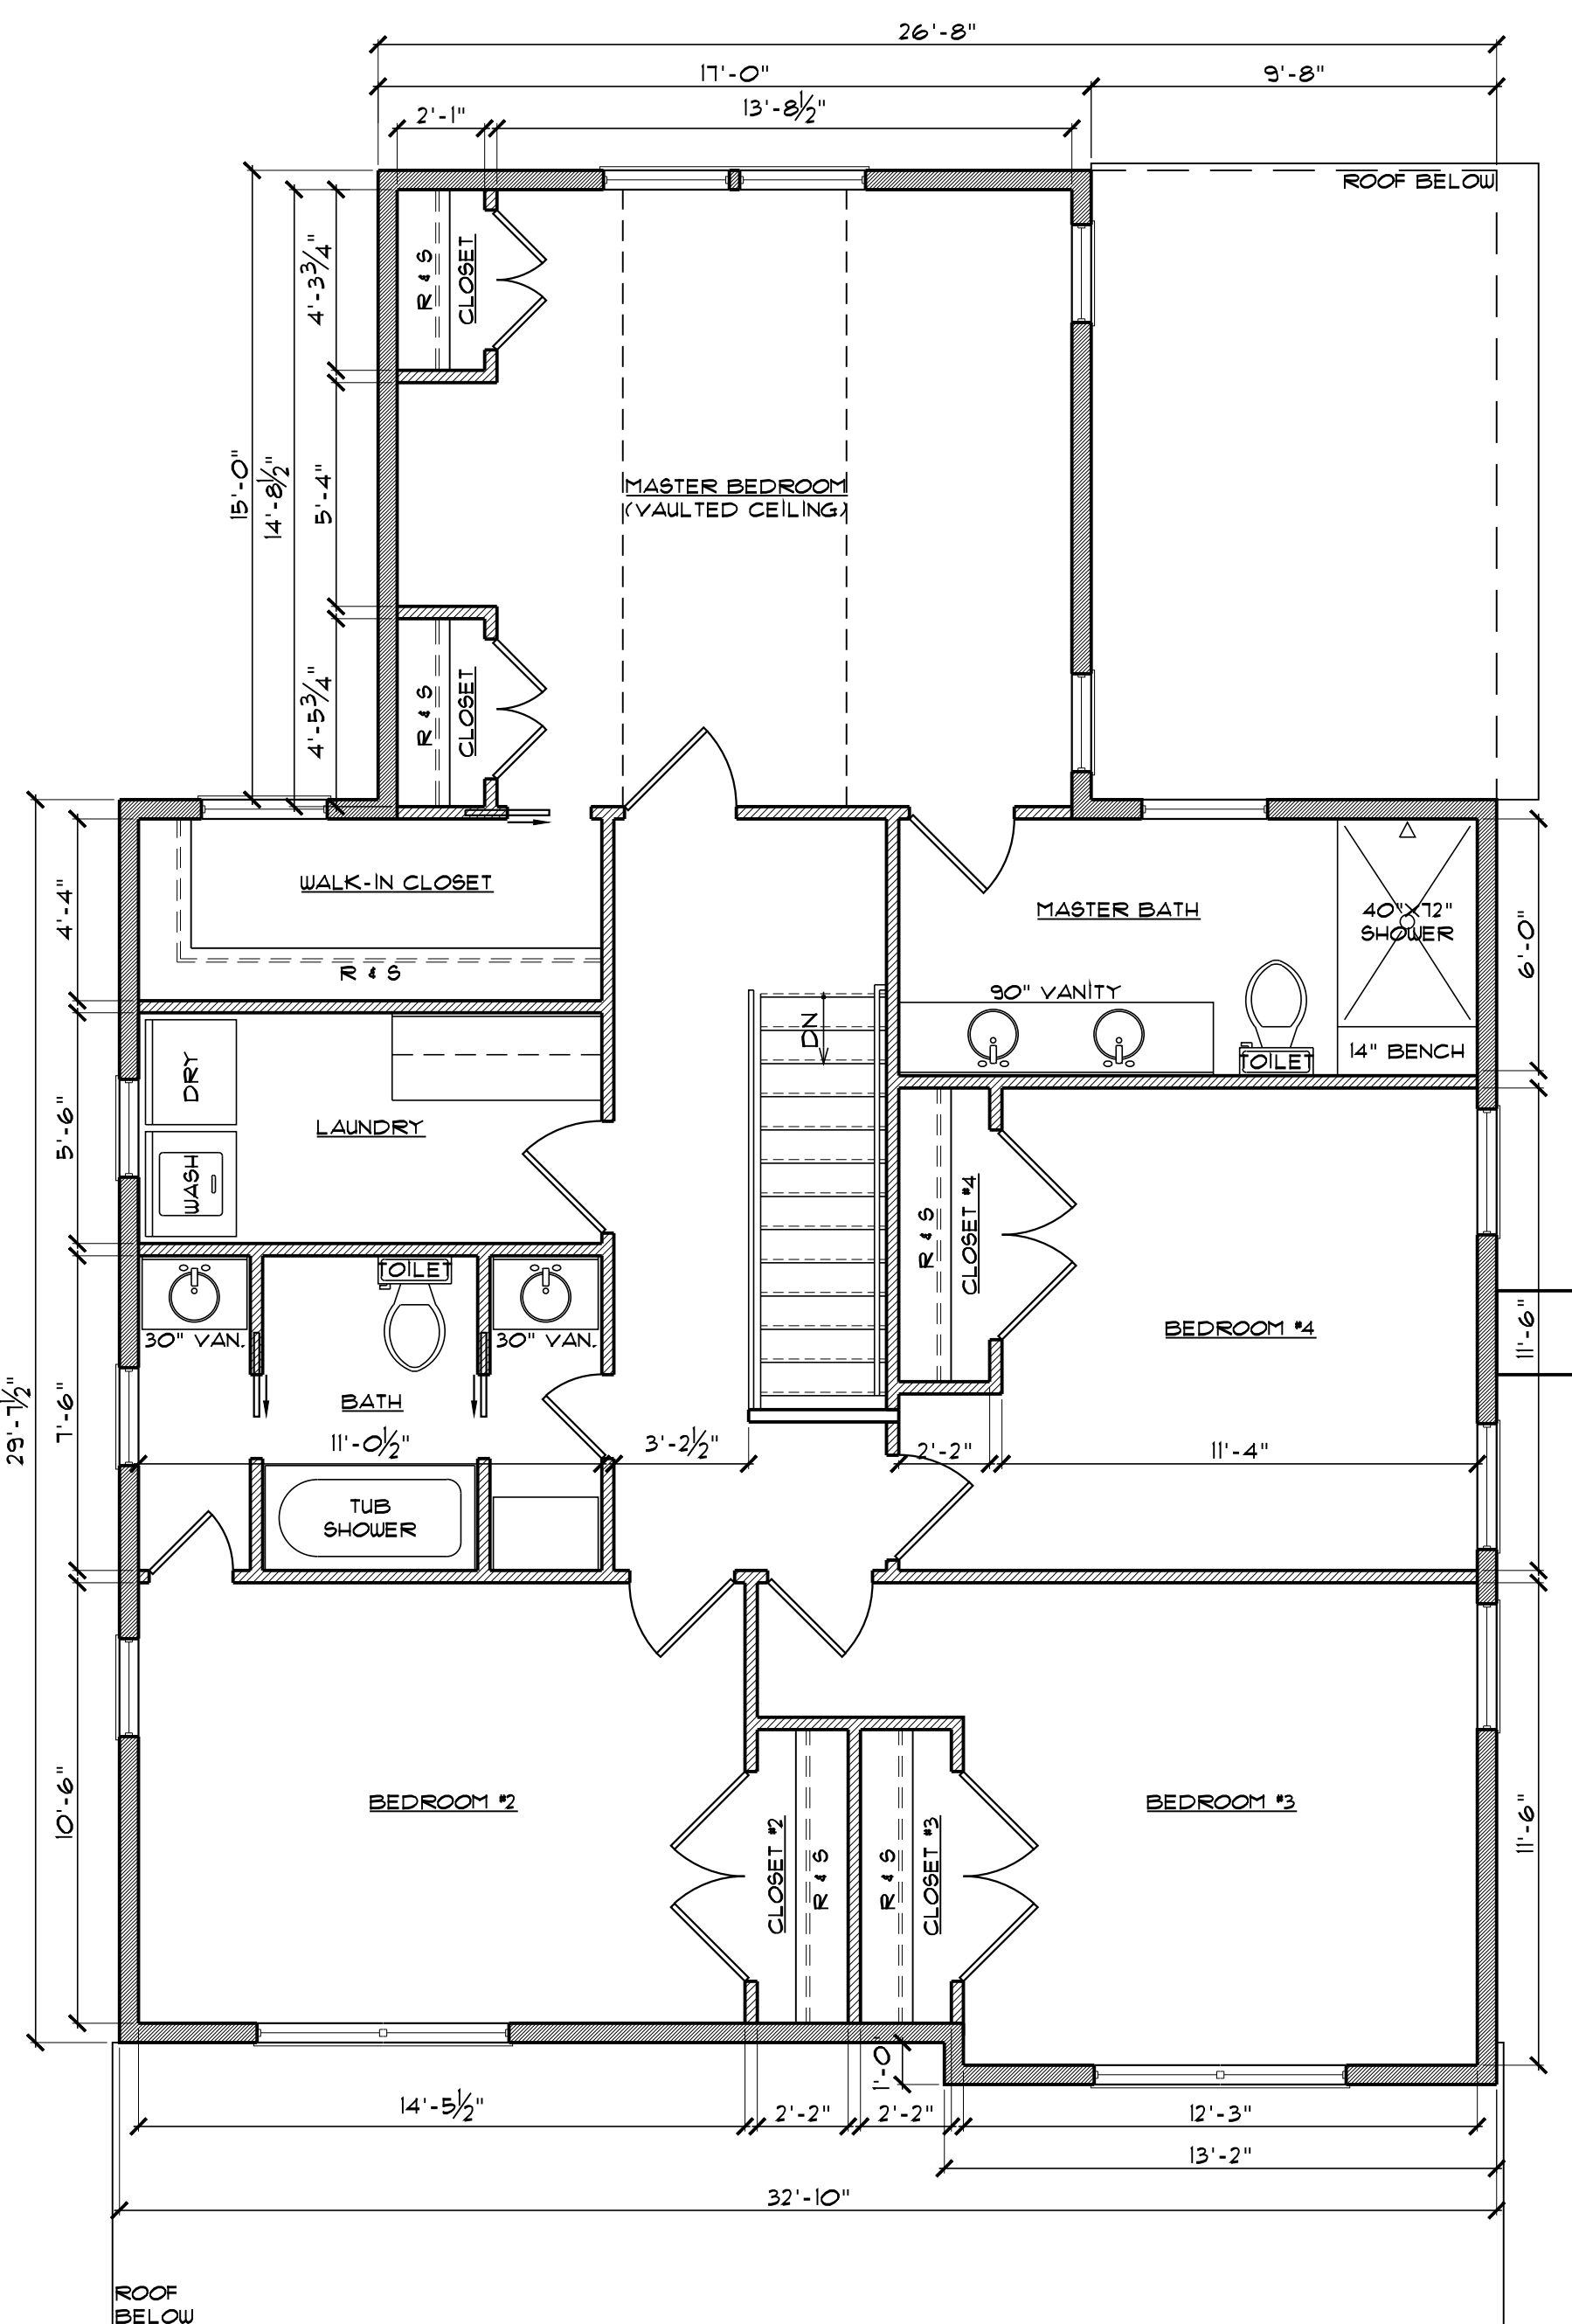 26'-8"
17'-0"
9'-8"
2'-1"
13'-8½"
ROOF BELOW
4'-3¾"
R & S
CLOSET
15'-0"
14'-8½"
5'-4"
MASTER BEDROOM
(VAULTED CEILING)
4'-5¾"
R & S
CLOSET
4'-4"
WALK-IN CLOSET
R & S
MASTER BATH
40"X72"
SHOWER
6'-0"
90" VANITY
DN
TOILET
14" BENCH
DRY
5'-6"
LAUNDRY
WASH
R & S
CLOSET #4
TOILET
30" VAN.
30" VAN.
BEDROOM #4
11'-6"
29'-7½"
7'-6"
BATH
11'-0½"
3'-2½"
2'-2"
11'-4"
TUB
SHOWER
10'-6"
BEDROOM #2
BEDROOM #3
CLOSET #2
R & S
R & S
CLOSET #3
11'-6"
1'-0"
14'-5½"
2'-2"
2'-2"
12'-3"
13'-2"
32'-10"
ROOF
BELOW